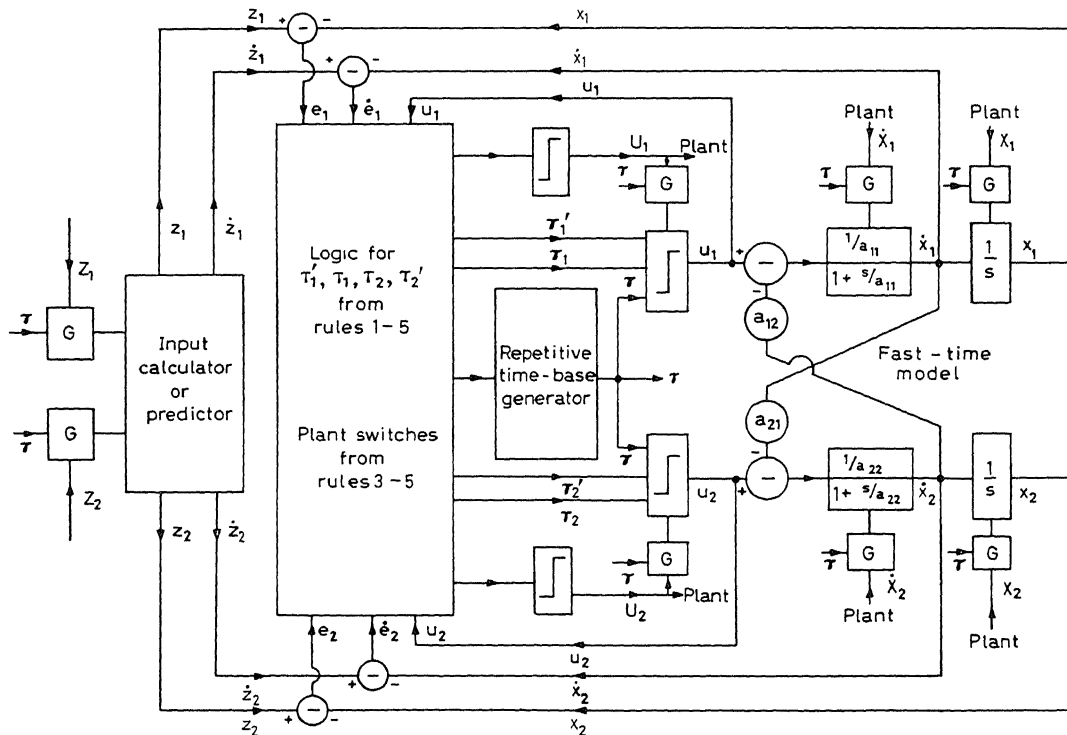 z₁ + − − x₁
ż₁ + − − ẋ₁
e₁ ė₁ u₁ u₁
z₁ ż₁
Z₁
τ G
Input
calculator
or
predictor
τ G
Z₂
z₂ ż₂
Logic for
τ₁', τ₁, τ₂, τ₂'
from
rules 1-5
Plant switches
from
rules 3-5
U₁ Plant
τ G
τ₁'
τ₁
τ
u₁
Repetitive
time-base
generator
τ
τ
τ₂'
τ₂
u₂
τ G
U₂ Plant
+ − −
a₁₂
a₂₁
− + −
Plant
Ẋ₁
τ G
1/a₁₁
1 + s/a₁₁
ẋ₁
Plant
X₁
τ G
1/s
x₁
Fast-time
model
1/a₂₂
1 + s/a₂₂
ẋ₂
τ G
Ẋ₂
Plant
1/s
x₂
τ G
X₂
Plant
e₂ ė₂ u₂ u₂
ż₂ + − − ẋ₂
z₂ + − − x₂